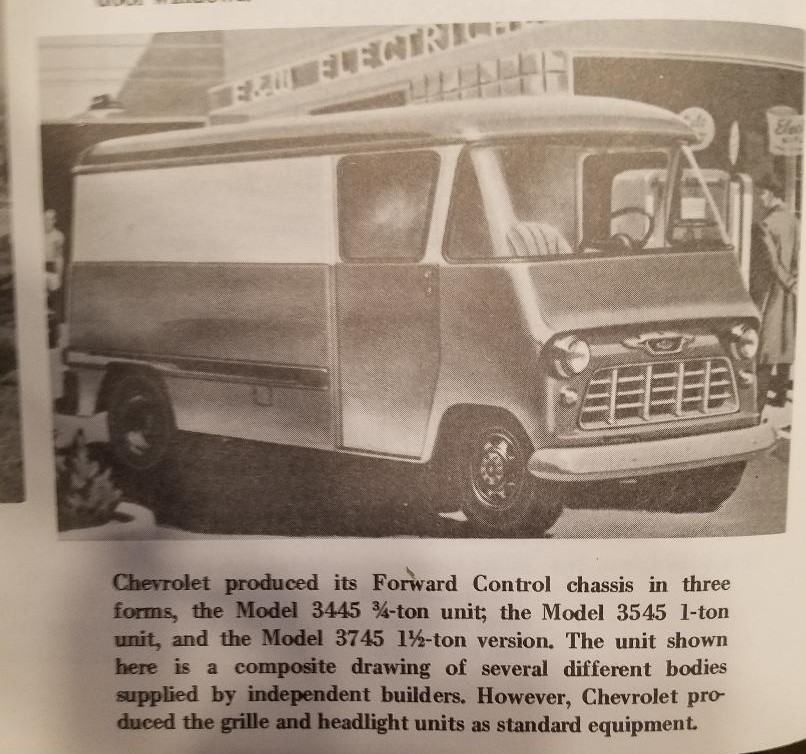 E&W ELECTRICAL
Chevrolet produced its Forward Control chassis in three
forms, the Model 3445 ¾-ton unit; the Model 3545 1-ton
unit, and the Model 3745 1½-ton version. The unit shown
here is a composite drawing of several different bodies
supplied by independent builders. However, Chevrolet pro-
duced the grille and headlight units as standard equipment.